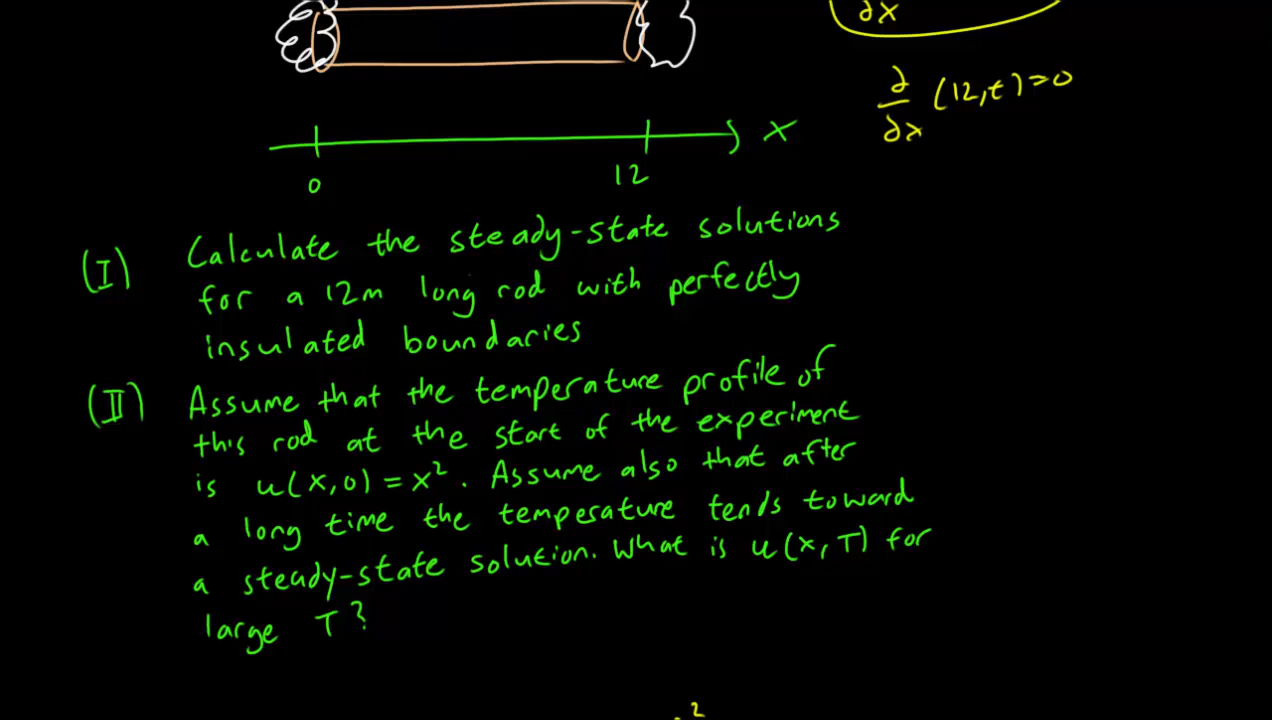 ∂x
∂/∂x (12,t)=0
x
0 12
(I) Calculate the steady-state solutions
for a 12m long rod with perfectly
insulated boundaries
(II) Assume that the temperature profile of
this rod at the start of the experiment
is u(x,0) = x². Assume also that after
a long time the temperature tends toward
a steady-state solution. What is u(x,T) for
large T?
2